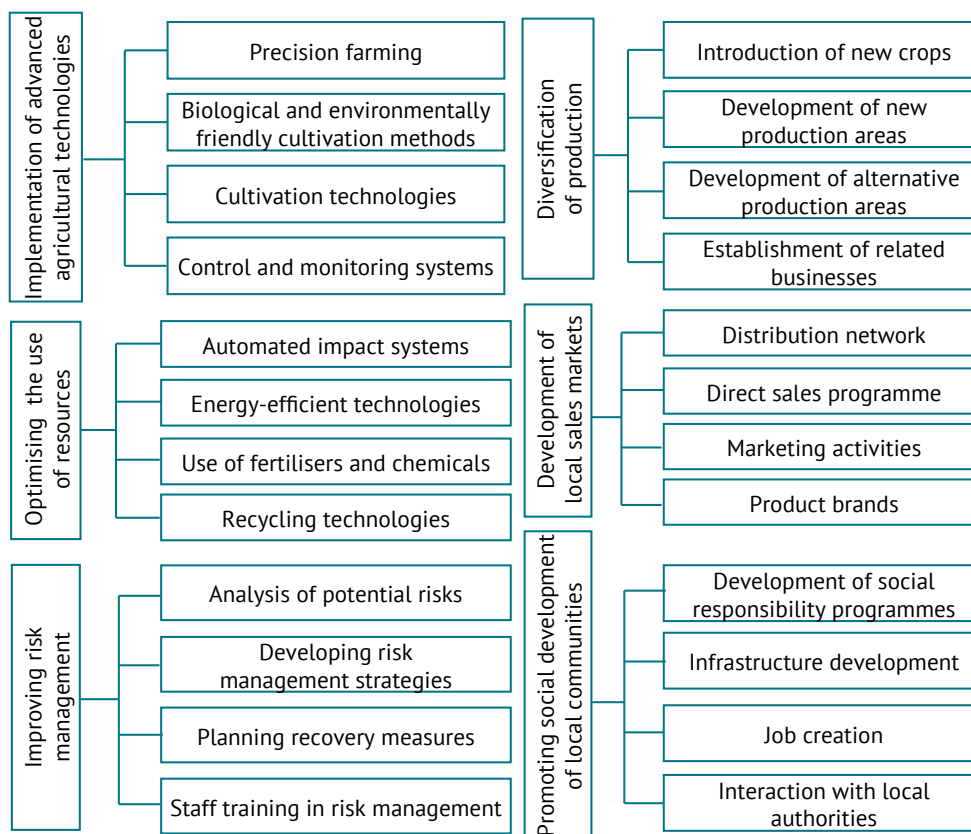 Implementation of advanced
agricultural technologies
Precision farming
Biological and environmentally
friendly cultivation methods
Cultivation technologies
Control and monitoring systems
Optimising the use
of resources
Automated impact systems
Energy-efficient technologies
Use of fertilisers and chemicals
Recycling technologies
Improving risk
management
Analysis of potential risks
Developing risk
management strategies
Planning recovery measures
Staff training in risk management
Diversification
of production
Introduction of new crops
Development of new
production areas
Development of alternative
production areas
Establishment of related
businesses
Development of
local sales markets
Distribution network
Direct sales programme
Marketing activities
Product brands
Promoting social development
of local communities
Development of social
responsibility programmes
Infrastructure development
Job creation
Interaction with local
authorities